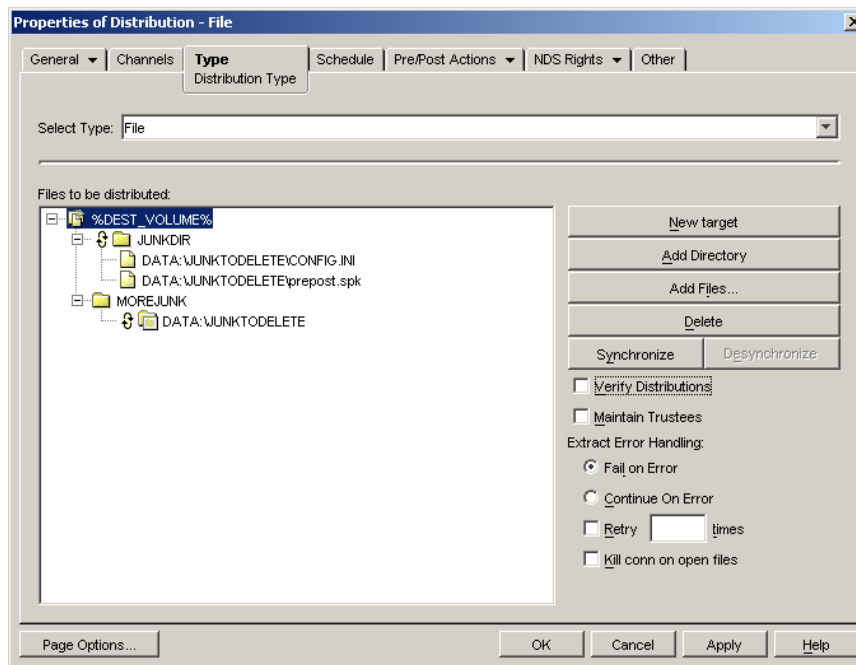 Properties of Distribution - File
General Channels Type Schedule Pre/Post Actions NDS Rights Other
Distribution Type
Select Type: File
Files to be distributed:
%DEST_VOLUME%
JUNKDIR
DATA:\JUNKTODELETE\CONFIG.INI
DATA:\JUNKTODELETE\prepost.spk
MOREJUNK
DATA:\JUNKTODELETE
New target
Add Directory
Add Files...
Delete
Synchronize Desynchronize
Verify Distributions
Maintain Trustees
Extract Error Handling:
Fail on Error
Continue On Error
Retry times
Kill conn on open files
Page Options... OK Cancel Apply Help